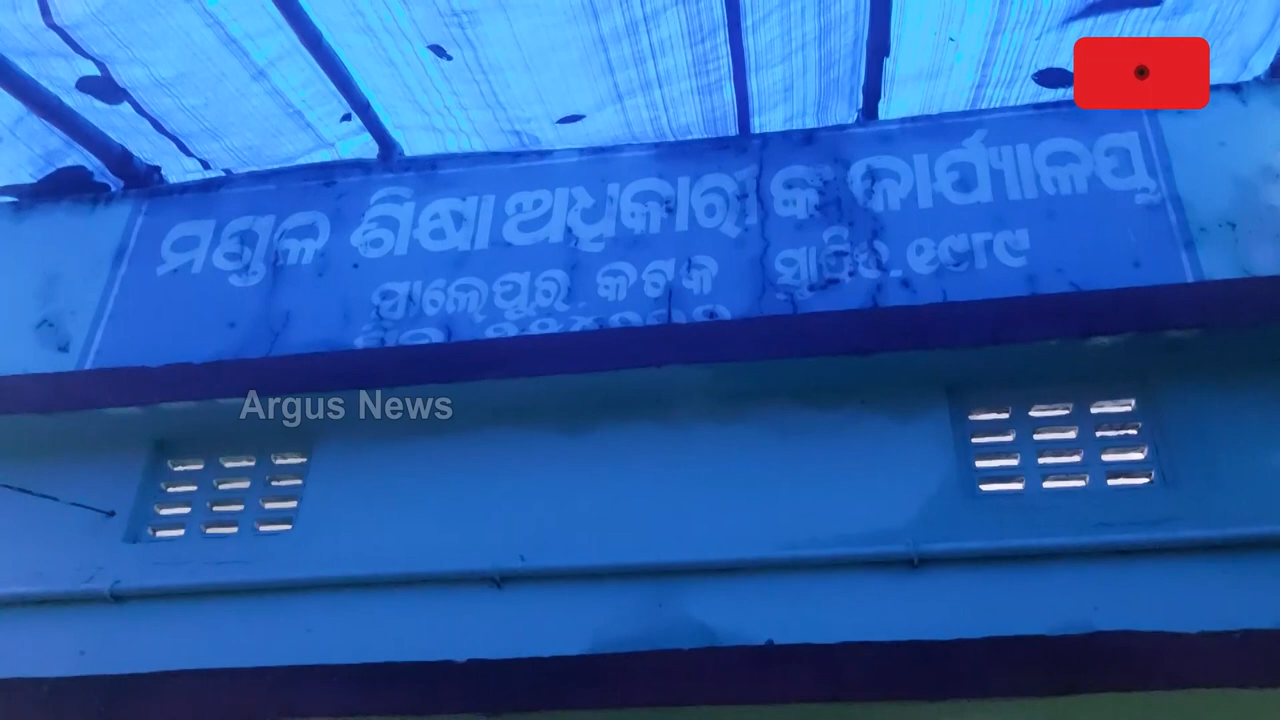 ମଣ୍ଡଳ ଶିକ୍ଷା ଅଧିକାରୀଙ୍କ କାର୍ଯ୍ୟାଳୟ
ସାଲେପୁର କଟକ ସ୍ଥାପିତ ୧୯୮୯
Argus News